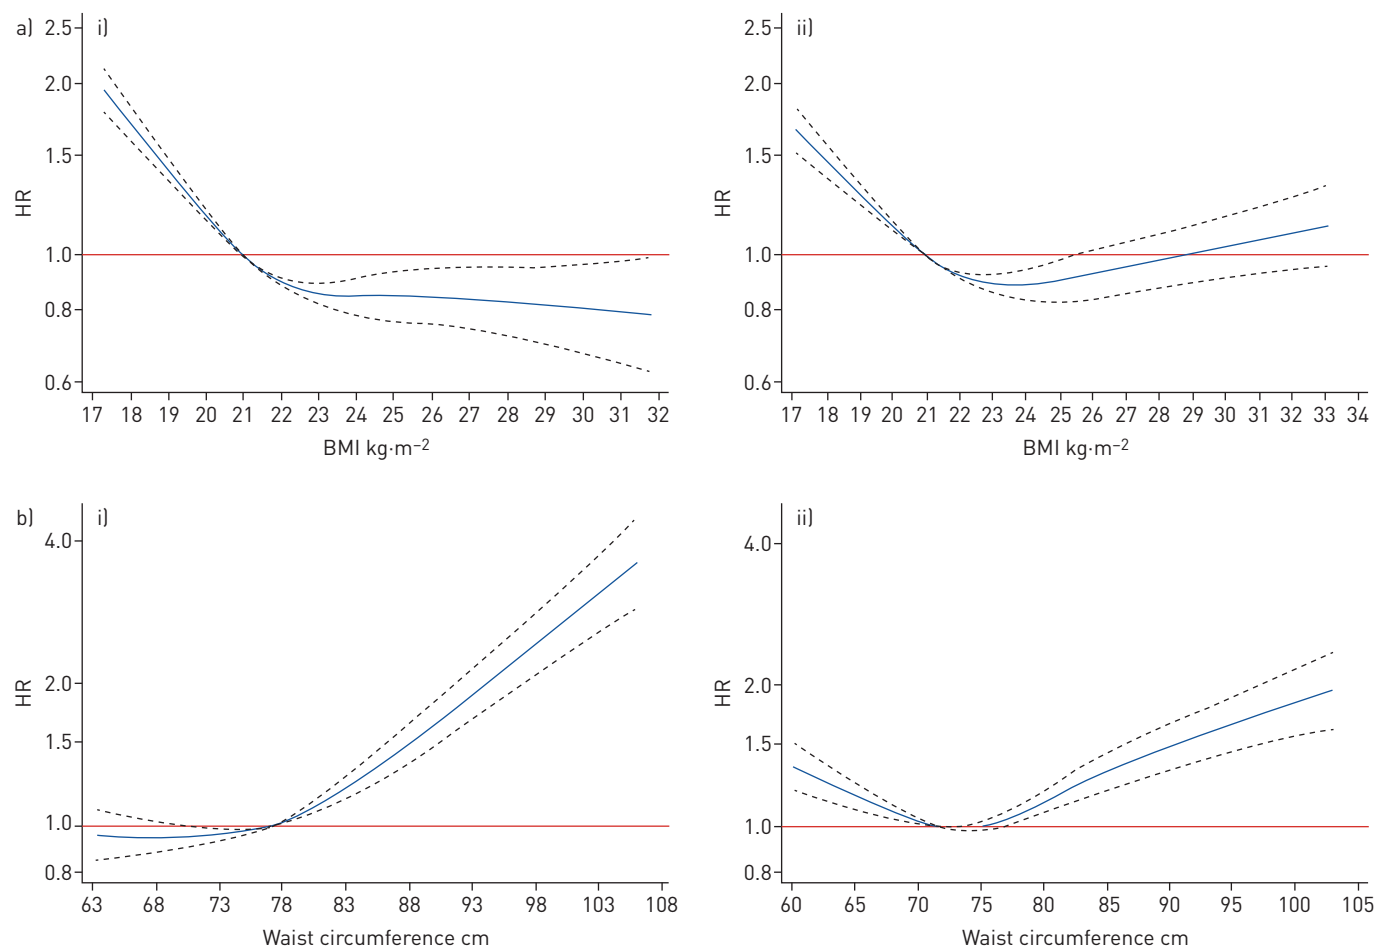 a) i)
2.5
2.0
1.5
1.0
0.8
0.6
HR
17 18 19 20 21 22 23 24 25 26 27 28 29 30 31 32
BMI kg·m–2
ii)
2.5
2.0
1.5
1.0
0.8
0.6
HR
17 18 19 20 21 22 23 24 25 26 27 28 29 30 31 32 33 34
BMI kg·m–2
b) i)
4.0
2.0
1.5
1.0
0.8
HR
63 68 73 78 83 88 93 98 103 108
Waist circumference cm
ii)
4.0
2.0
1.5
1.0
0.8
HR
60 65 70 75 80 85 90 95 100 105
Waist circumference cm